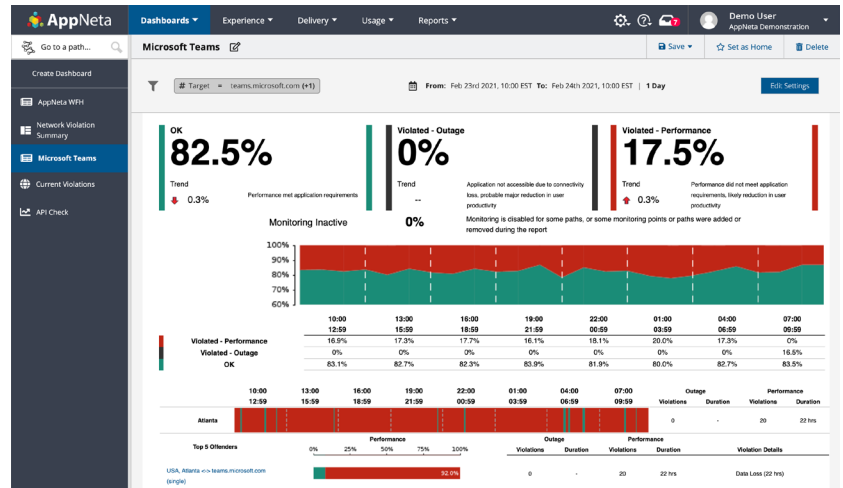 AppNeta
Dashboards
Experience
Delivery
Usage
Reports
7
Demo User
AppNeta Demonstration
Go to a path...
Microsoft Teams
Save
Set as Home
Delete
Create Dashboard
AppNeta WFH
Network Violation
Summary
Microsoft Teams
Current Violations
API Check
# Target = teams.microsoft.com (+1)
From: Feb 23rd 2021, 10:00 EST To: Feb 24th 2021, 10:00 EST | 1 Day
Edit Settings
OK
82.5%
Trend
0.3%
Performance met application requirements
Violated - Outage
0%
Trend
--
Application not accessible due to connectivity
loss, probable major reduction in user
productivity
Violated - Performance
17.5%
Trend
0.3%
Performance did not meet application
requirements, likely reduction in user
productivity
Monitoring Inactive 0% Monitoring is disabled for some paths, or some monitoring points or paths were added or
removed during the report
100%
90%
80%
70%
60%
10:00 13:00 16:00 19:00 22:00 01:00 04:00 07:00
12:59 15:59 18:59 21:59 00:59 03:59 06:59 09:59
Violated - Performance 16.9% 17.3% 17.7% 16.1% 18.1% 20.0% 17.3% 0%
Violated - Outage 0% 0% 0% 0% 0% 0% 0% 16.5%
OK 83.1% 82.7% 82.3% 83.9% 81.9% 80.0% 82.7% 83.5%
10:00 13:00 16:00 19:00 22:00 01:00 04:00 07:00 Outage Performance
12:59 15:59 18:59 21:59 00:59 03:59 06:59 09:59 Violations Duration Violations Duration
Atlanta 0 - 20 22 hrs
Performance Outage Performance
Top 5 Offenders 0% 25% 50% 75% 100% Violations Duration Violations Duration Violation Details
USA, Atlanta <-> teams.microsoft.com 92.0% 0 - 20 22 hrs Data Loss (22 hrs)
(single)